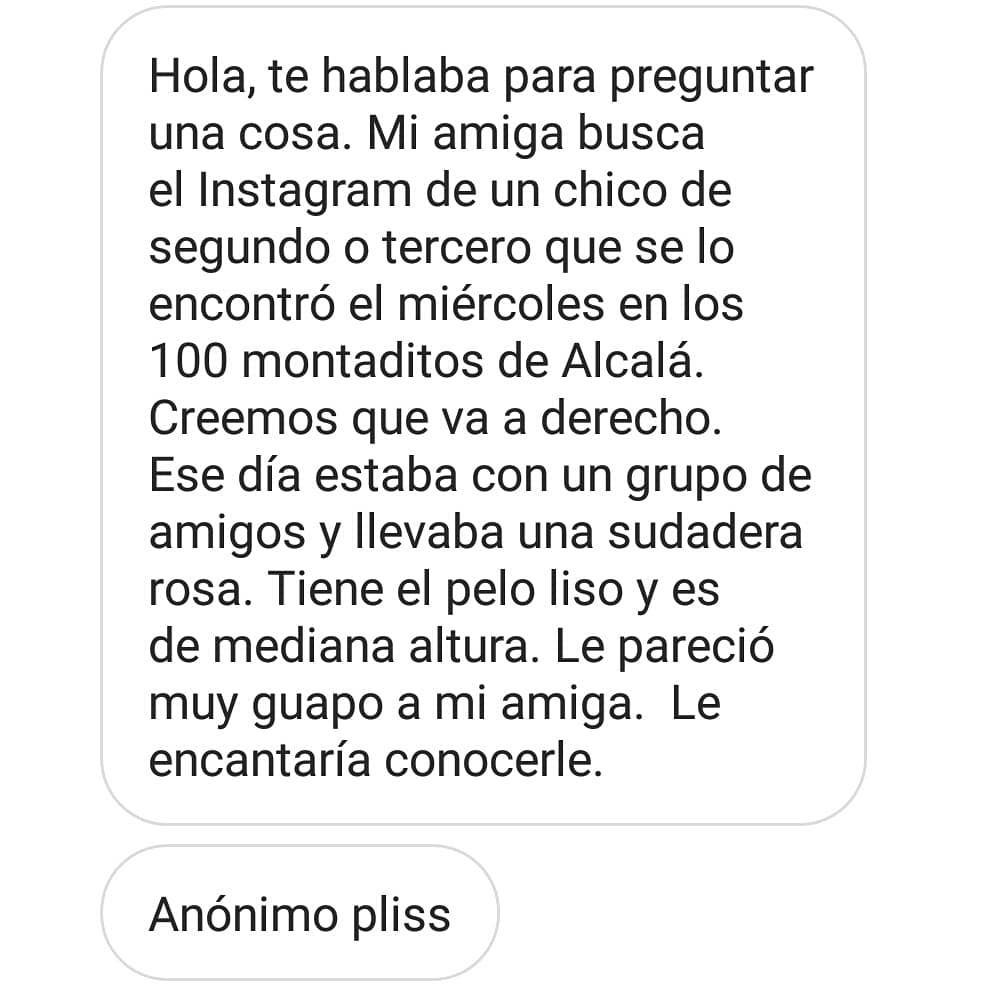 Hola, te hablaba para preguntar
una cosa. Mi amiga busca
el Instagram de un chico de
segundo o tercero que se lo
encontró el miércoles en los
100 montaditos de Alcalá.
Creemos que va a derecho.
Ese día estaba con un grupo de
amigos y llevaba una sudadera
rosa. Tiene el pelo liso y es
de mediana altura. Le pareció
muy guapo a mi amiga.  Le
encantaría conocerle.
Anónimo pliss